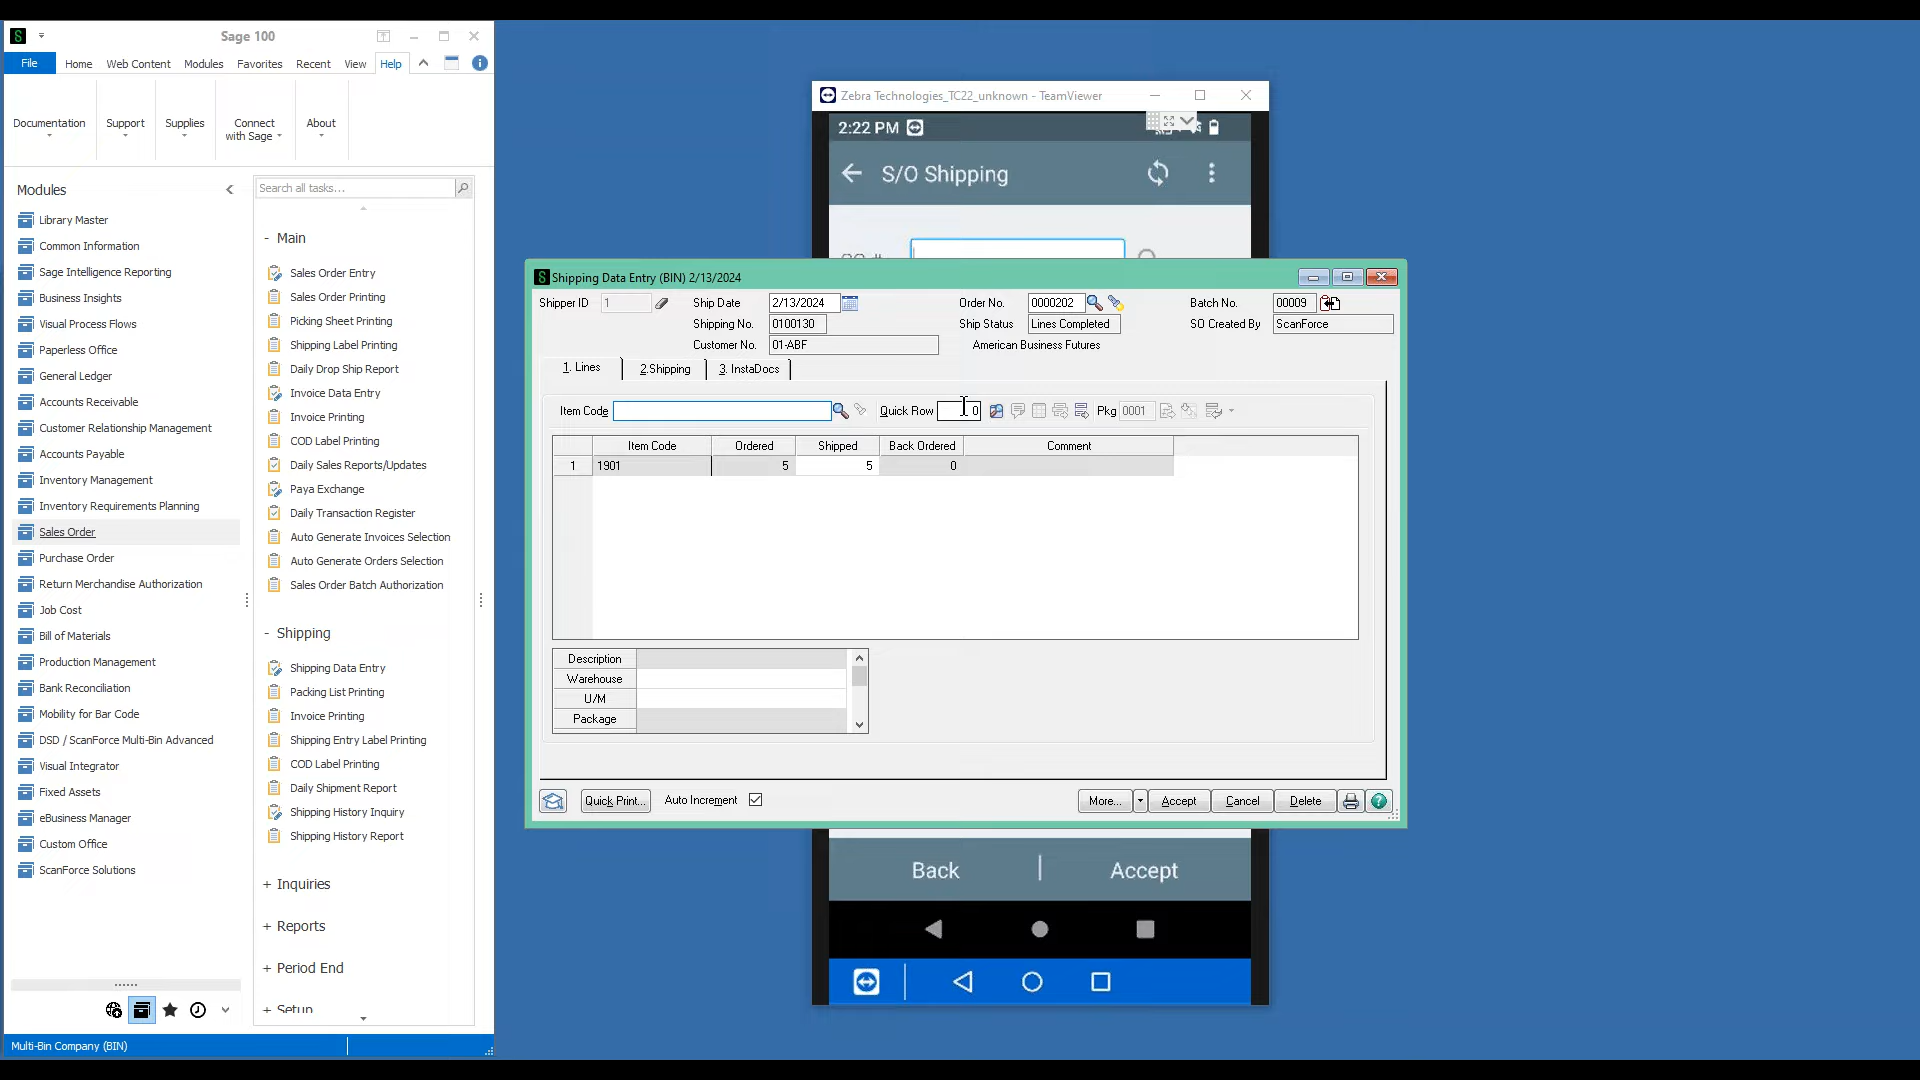 Sage 100
File Home Web Content Modules Favorites Recent View Help
Documentation Support Supplies Connect with Sage About
Modules
Library Master
Common Information
Sage Intelligence Reporting
Business Insights
Visual Process Flows
Paperless Office
General Ledger
Accounts Receivable
Customer Relationship Management
Accounts Payable
Inventory Management
Inventory Requirements Planning
Sales Order
Purchase Order
Return Merchandise Authorization
Job Cost
Bill of Materials
Production Management
Bank Reconciliation
Mobility for Bar Code
DSD / ScanForce Multi-Bin Advanced
Visual Integrator
Fixed Assets
eBusiness Manager
Custom Office
ScanForce Solutions
Multi-Bin Company (BIN)
Search all tasks...
- Main
Sales Order Entry
Sales Order Printing
Picking Sheet Printing
Shipping Label Printing
Daily Drop Ship Report
Invoice Data Entry
Invoice Printing
COD Label Printing
Daily Sales Reports/Updates
Paya Exchange
Daily Transaction Register
Auto Generate Invoices Selection
Auto Generate Orders Selection
Sales Order Batch Authorization
- Shipping
Shipping Data Entry
Packing List Printing
Invoice Printing
Shipping Entry Label Printing
COD Label Printing
Daily Shipment Report
Shipping History Inquiry
Shipping History Report
+ Inquiries
+ Reports
+ Period End
+ Setup
Zebra Technologies_TC22_unknown - TeamViewer
2:22 PM
S/O Shipping
Shipping Data Entry (BIN) 2/13/2024
Shipper ID 1 Ship Date 2/13/2024 Order No. 0000202 Batch No. 00009
Shipping No. 0100130 Ship Status Lines Completed SO Created By ScanForce
Customer No. 01-ABF American Business Futures
1. Lines 2.Shipping 3. InstaDocs
Item Code Quick Row 0 Pkg 0001
Item Code Ordered Shipped Back Ordered Comment
1 1901 5 5 0
Description
Warehouse
U/M
Package
Quick Print... Auto Increment More... Accept Cancel Delete
Back | Accept